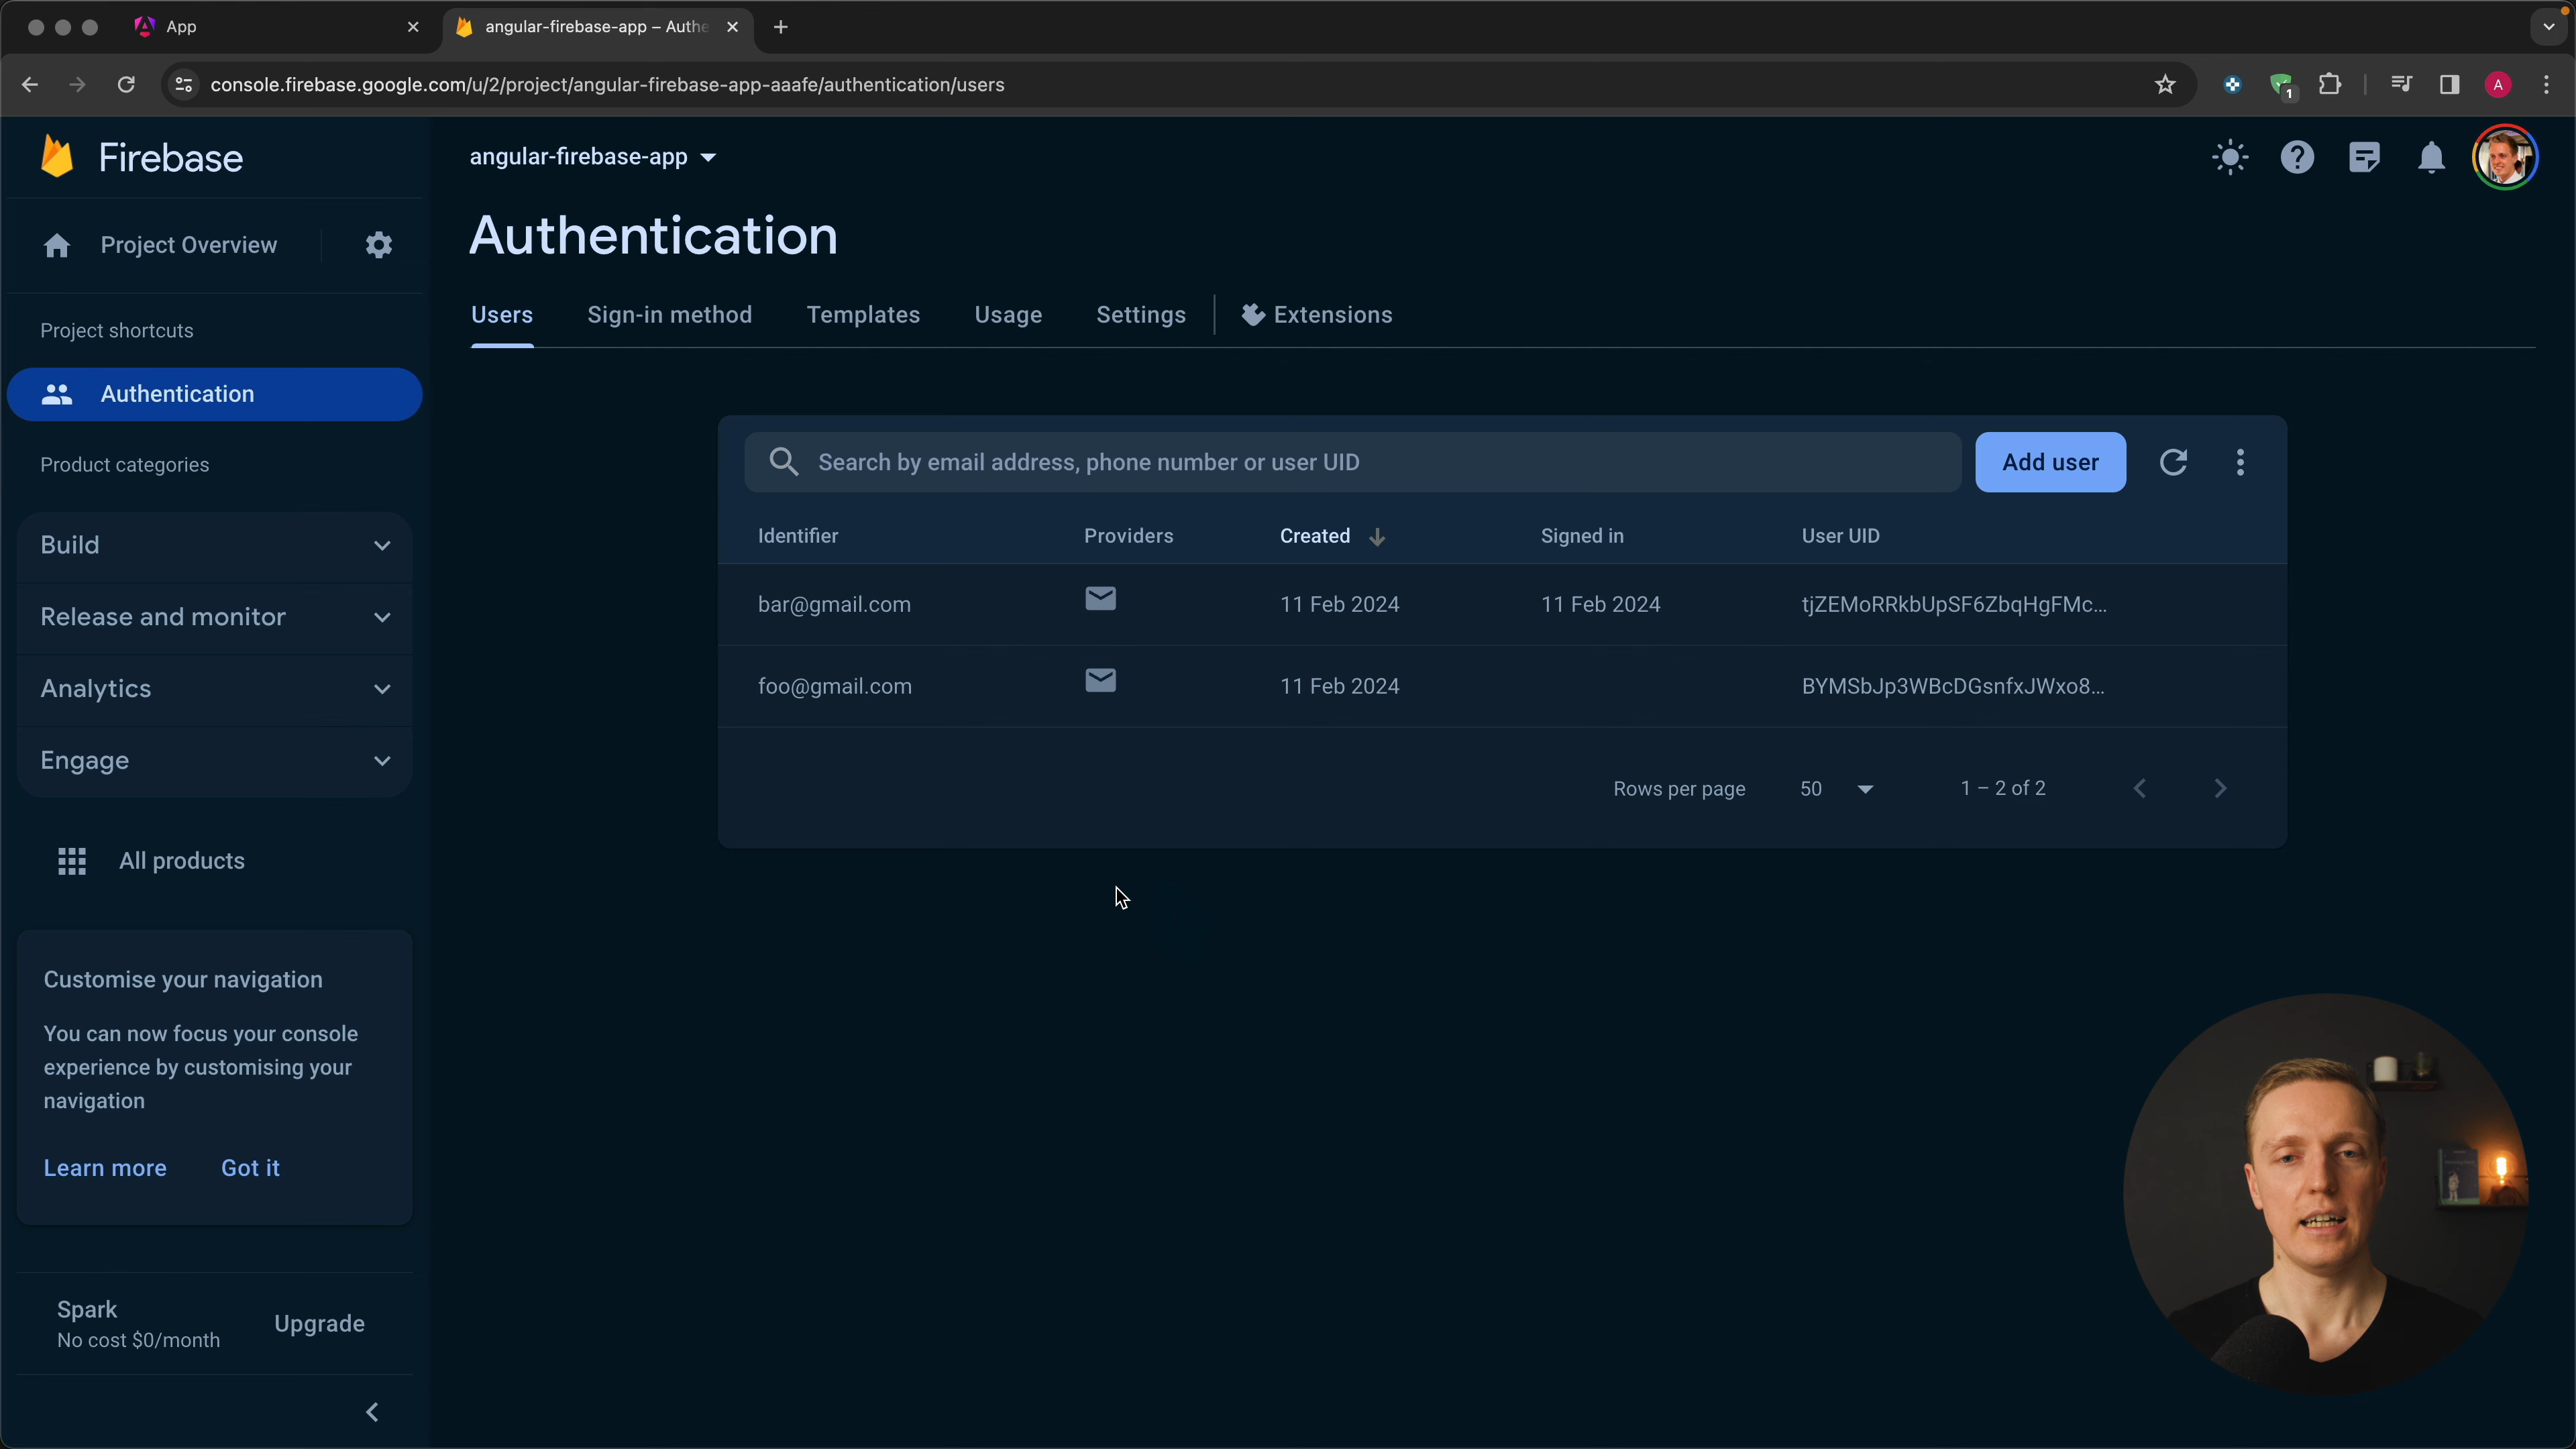 App
angular-firebase-app – Authe
console.firebase.google.com/u/2/project/angular-firebase-app-aaafe/authentication/users
1
A
Firebase
angular-firebase-app
Project Overview
Authentication
Users
Sign-in method
Templates
Usage
Settings
Extensions
Project shortcuts
Authentication
Product categories
Build
Release and monitor
Analytics
Engage
All products
Search by email address, phone number or user UID
Add user
Identifier Providers Created Signed in User UID
bar@gmail.com 11 Feb 2024 11 Feb 2024 tjZEMoRRkbUpSF6ZbqHgFMc...
foo@gmail.com 11 Feb 2024 BYMSbJp3WBcDGsnfxJWxo8...
Rows per page 50 1 – 2 of 2
Customise your navigation
You can now focus your console
experience by customising your
navigation
Learn more Got it
Spark
No cost $0/month
Upgrade